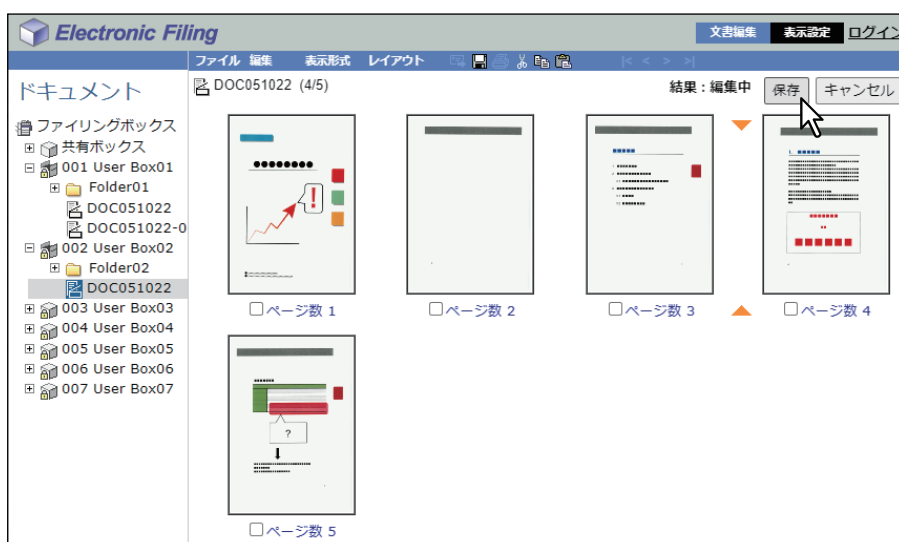 Electronic Filing
文書編集 表示設定 ログイン
ファイル 編集 表示形式 レイアウト
|< < > >|
DOC051022 (4/5)
結果：編集中 保存 キャンセル
ドキュメント
ファイリングボックス
共有ボックス
001 User Box01
Folder01
DOC051022
DOC051022-0
002 User Box02
Folder02
DOC051022
003 User Box03
004 User Box04
005 User Box05
006 User Box06
007 User Box07
!
ページ数 1
ページ数 2
ページ数 3
ページ数 4
?
ページ数 5